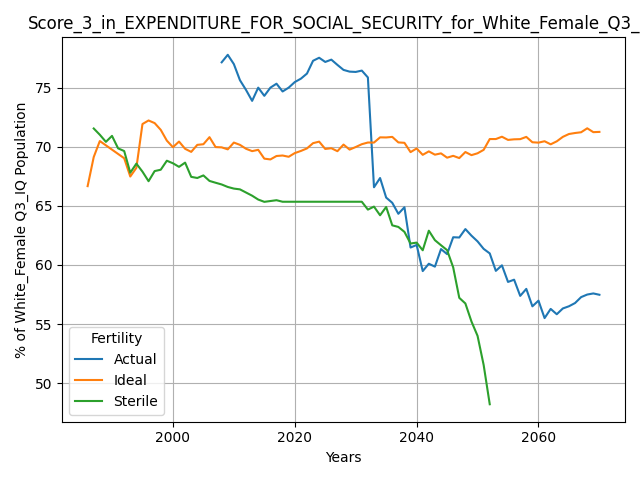 Score_3_in_EXPENDITURE_FOR_SOCIAL_SECURITY_for_White_Female_Q3_
% of White_Female Q3_IQ Population
75
70
65
60
55
50
Fertility
Actual
Ideal
Sterile
2000
2020
2040
2060
Years